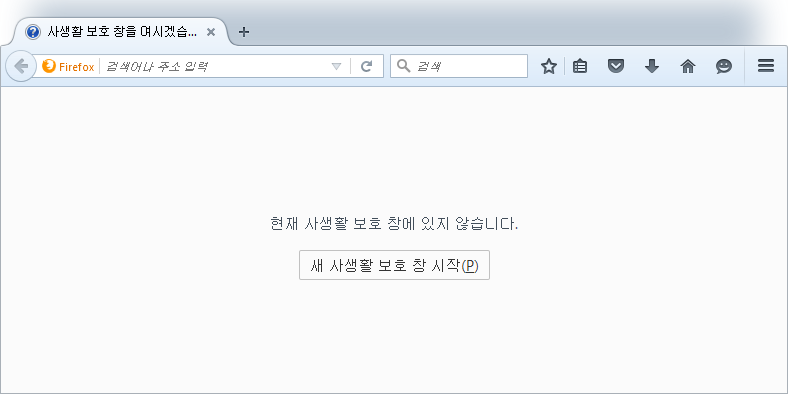 사생활 보호 창을 여시겠습...
Firefox
검색어나 주소 입력
검색
현재 사생활 보호 창에 있지 않습니다.
새 사생활 보호 창 시작(P)